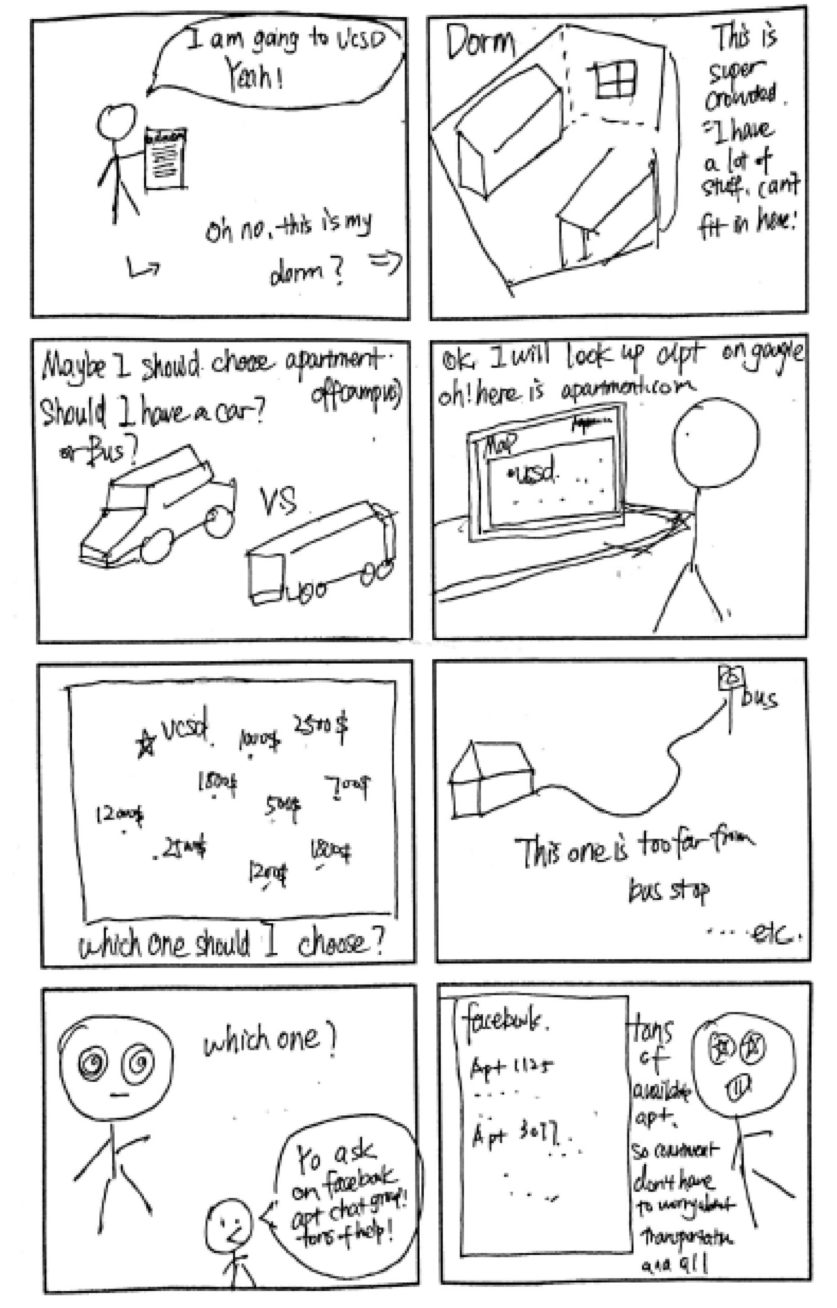 I am going to UCSD
Yeah!
Oh no, this is my
dorm?
Dorm
This is
super
crowded.
I have
a lot of
stuff. can't
fit in here!
Maybe I should choose apartment
offcampus)
Should I have a car?
or Bus?
VS
ok, I will look up apt on google
oh! here is apartment.com
Map
ucsd
ucsd
1000$
2500$
1800$
700$
500$
2500$
1200$
1800$
which one should I choose?
bus
This one is too far from
bus stop
.... etc.
which one?
Yo ask
on facebook
apt chat group!
tons of help!
facebook.
Apt 1125
Apt 3077
tons
of
available
apt.
so convinent
don't have
to worry about
Transportation
and all